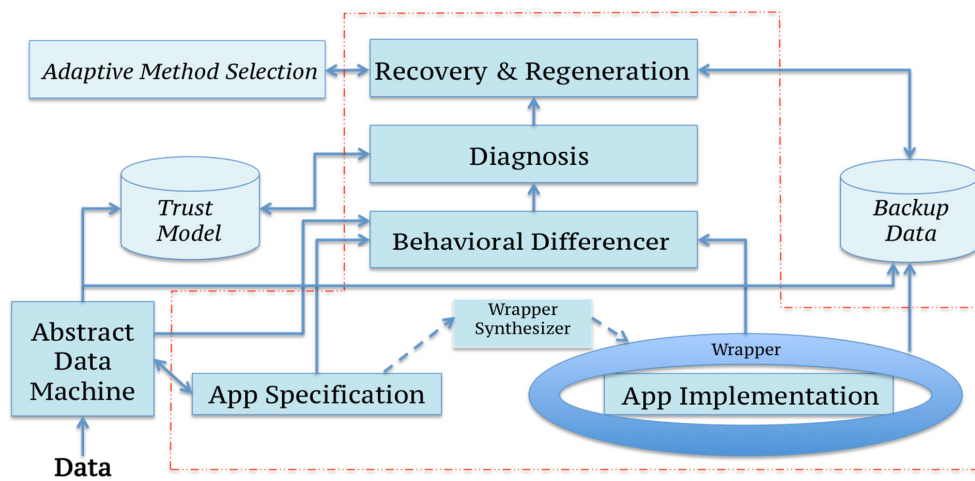 Adaptive Method Selection
Recovery & Regeneration
Diagnosis
Trust
Model
Backup
Data
Behavioral Differencer
Wrapper
Synthesizer
Abstract
Data
Machine
Wrapper
App Specification
App Implementation
Data